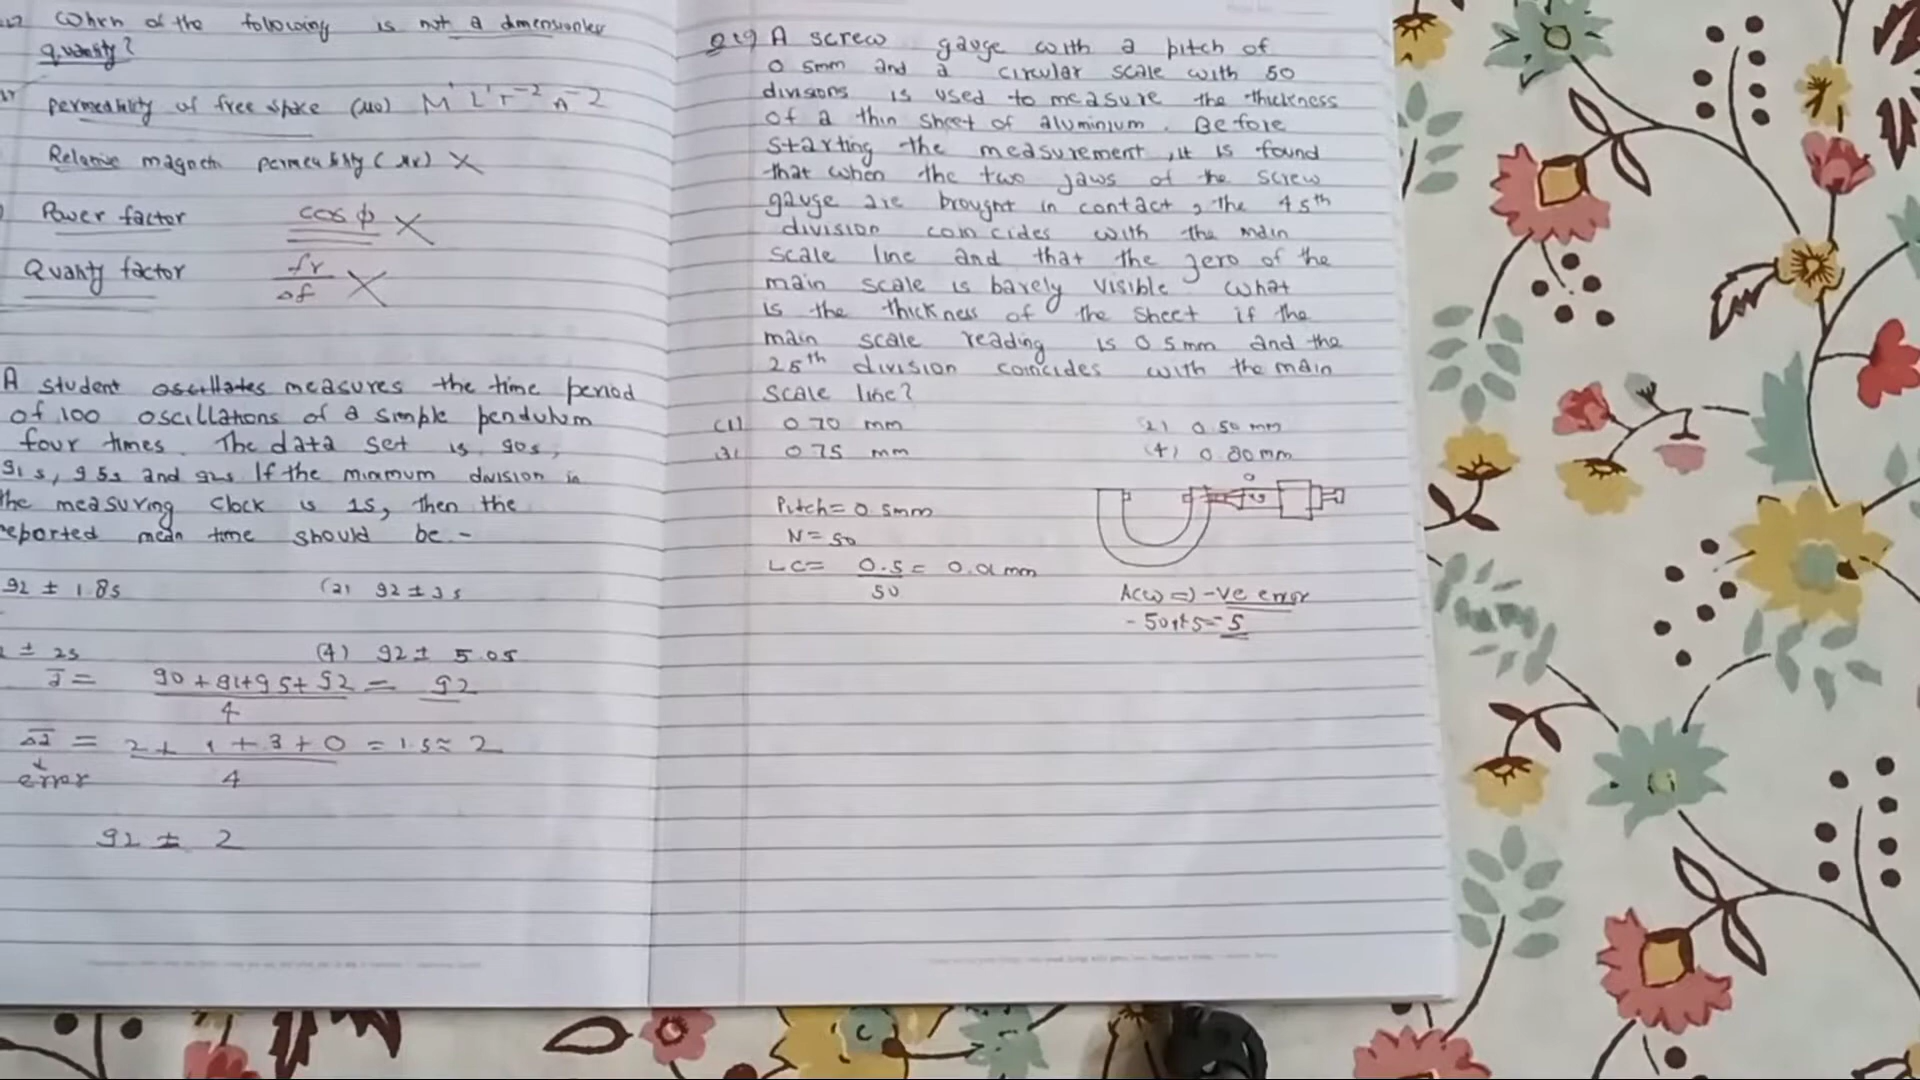 Whrh of the following is not a dmensionles
quansty?
permeability of free space (μ0) M¹ L¹ T⁻² A⁻2
Relative magnetc permeability (μr) X
Power factor cos ϕ X
Quanty factor fr/Δf X
A student oscillates measures the time period
of 100 oscillations of a simple pendulum
four times. The data set is 90s,
91s, 95s and 92s If the minimum division in
the measuring clock is 1s, then the
reported mean time should be -
92 ± 1.8s (2) 92 ± 3s
± 2s (4) 92 ± 5.0s
= 90 + 91+95+92 / 4 = 92
= 2 + 1 + 3 + 0 / 4 = 1.5 ≈ 2
error
92 ± 2
A screw gauge with a pitch of
0 5mm and a circular scale with 50
divisions is used to measure the thickness
of a thin sheet of aluminium. Before
starting the measurement, it is found
that when the two jaws of the screw
gauge are brought in contact, the 45th
division coincides with the main
scale line and that the zero of the
main scale is barely visible what
is the thickness of the sheet if the
main scale reading is 0 5mm and the
25th division coincides with the main
scale line?
(1) 0 70 mm (2) 0 50 mm
(3) 0 75 mm (4) 0.80 mm
Pitch= 0 5mm
N= 50
LC= 0.5/50 = 0.01 mm
ACW => -ve error